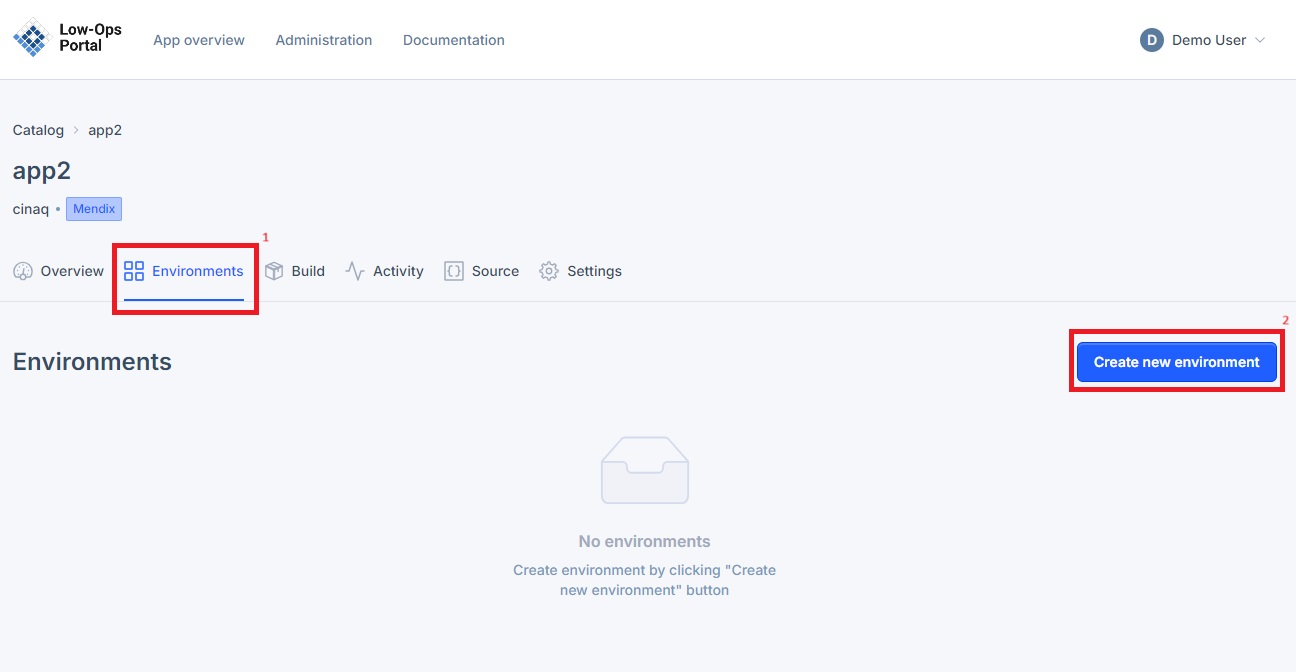 Low-Ops
Portal
App overview Administration Documentation
D Demo User
Catalog > app2
app2
cinaq • Mendix
1
Overview Environments Build Activity Source Settings
2
Environments
Create new environment
No environments
Create environment by clicking "Create
new environment" button